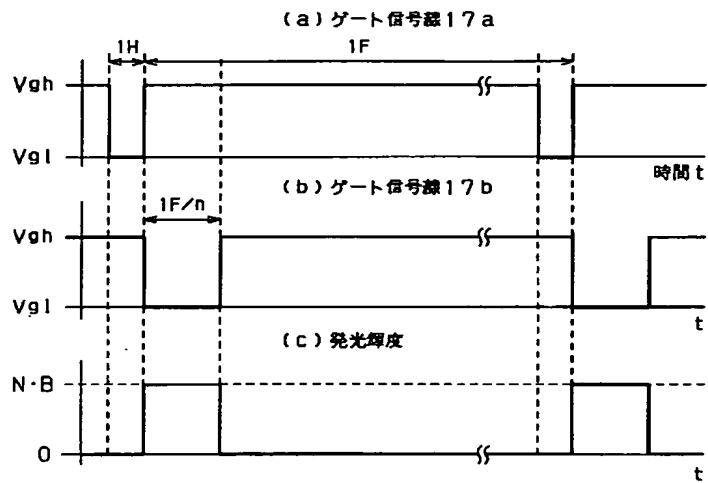 (a)ゲート信号線17a
1H
1F
Vgh
Vgl
時間t
(b)ゲート信号線17b
1F/n
Vgh
Vgl
t
(c)発光輝度
N·B
0
t